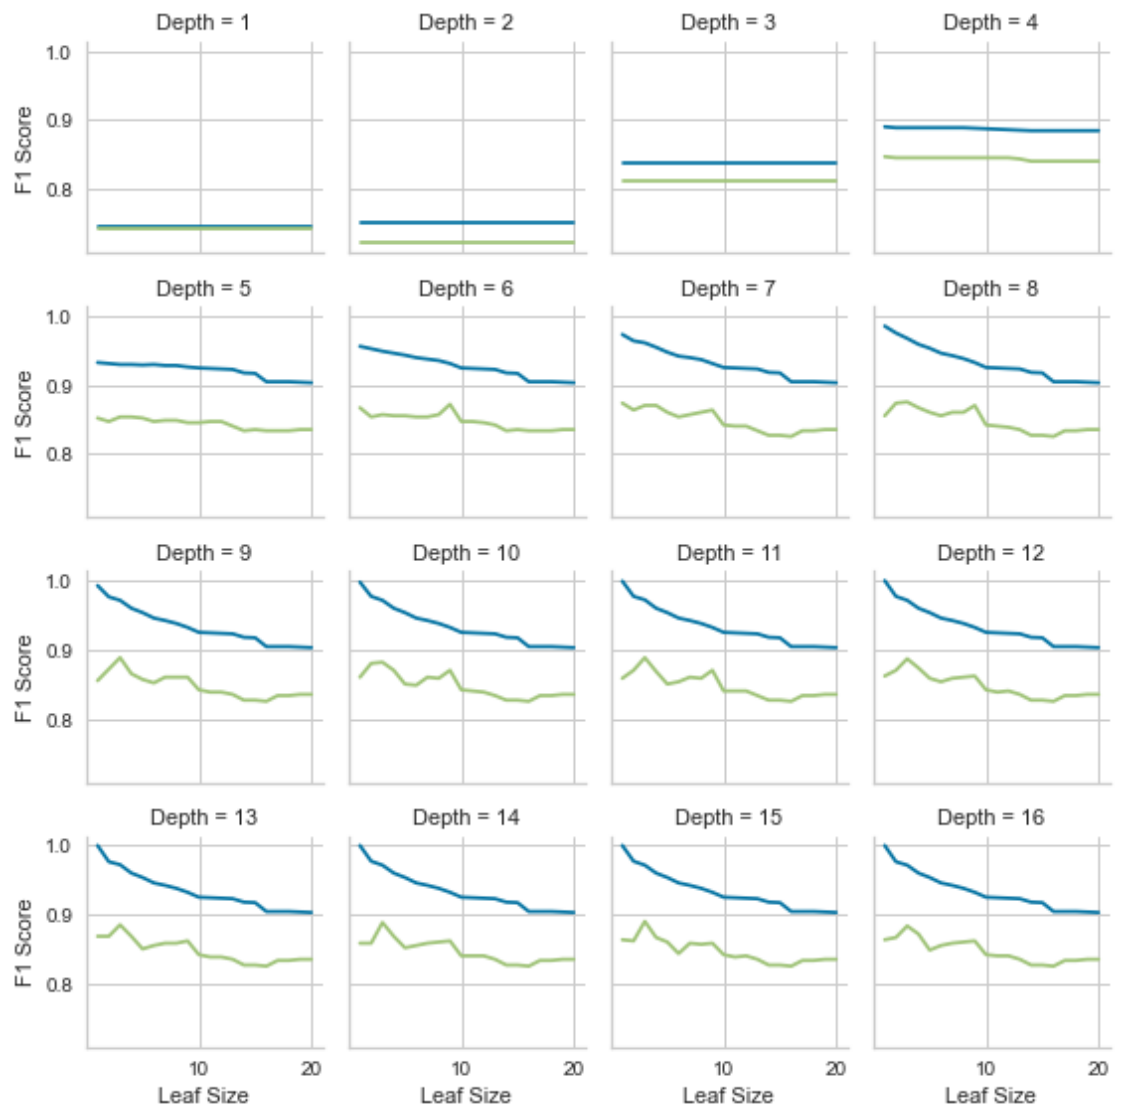 Depth = 1 Depth = 2 Depth = 3 Depth = 4
1.0
0.9
0.8
F1 Score
Depth = 5 Depth = 6 Depth = 7 Depth = 8
1.0
0.9
0.8
F1 Score
Depth = 9 Depth = 10 Depth = 11 Depth = 12
1.0
0.9
0.8
F1 Score
Depth = 13 Depth = 14 Depth = 15 Depth = 16
1.0
0.9
0.8
F1 Score
10 20 10 20 10 20 10 20
Leaf Size Leaf Size Leaf Size Leaf Size